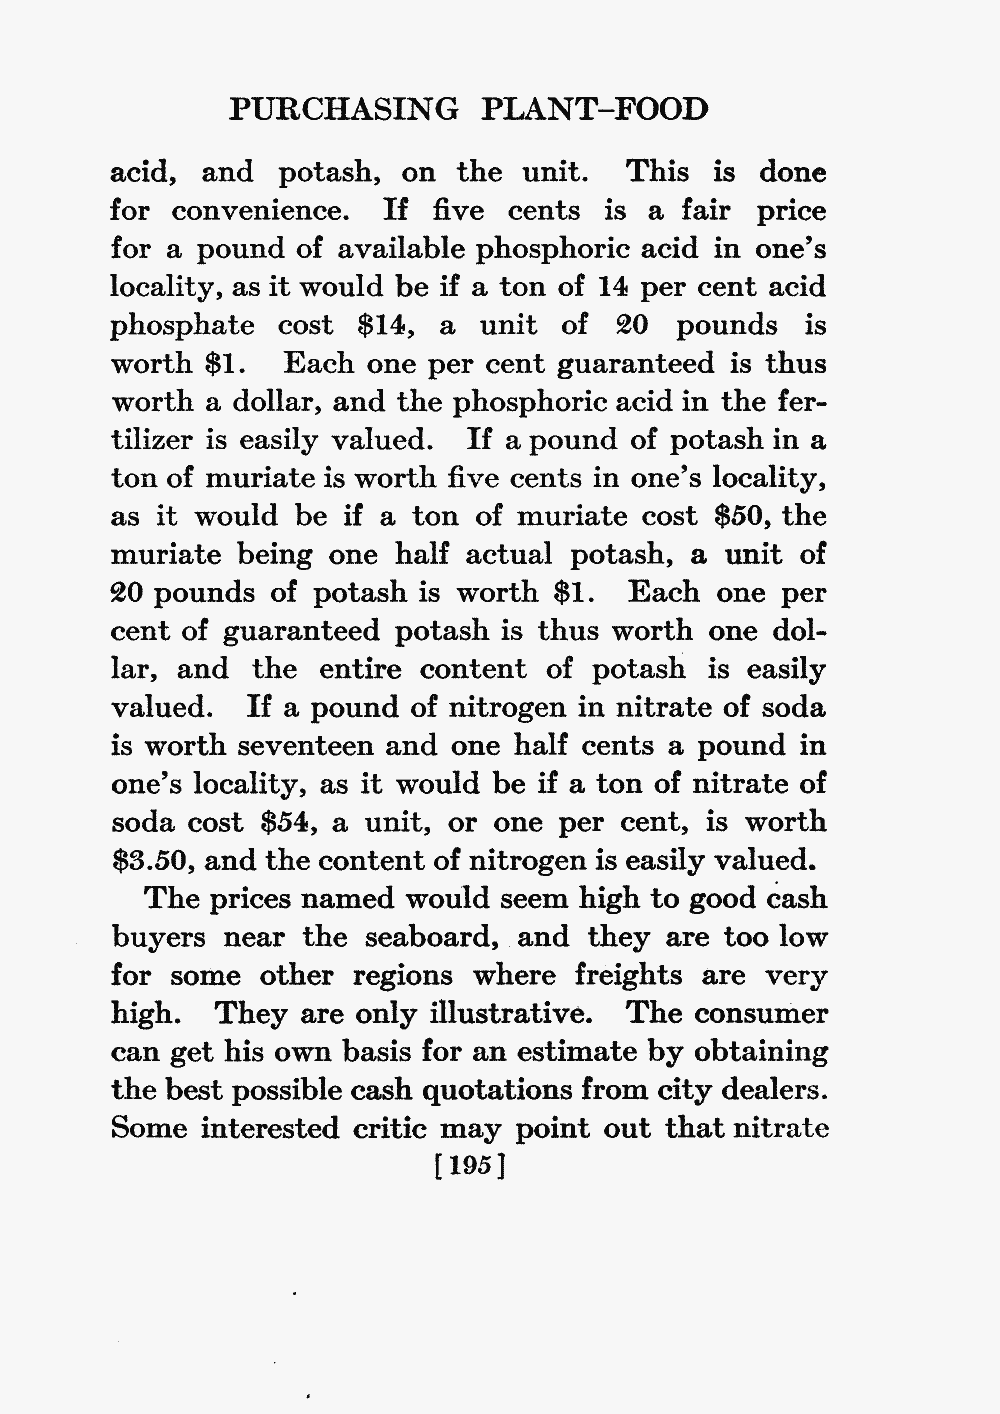 PURCHASING PLANT-FOOD
acid, and potash, on the unit. This is done
for convenience. If five cents is a fair price
for a pound of available phosphoric acid in one's
locality, as it would be if a ton of 14 per cent acid
phosphate cost $14, a unit of 20 pounds is
worth $1. Each one per cent guaranteed is thus
worth a dollar, and the phosphoric acid in the fer-
tilizer is easily valued. If a pound of potash in a
ton of muriate is worth five cents in one's locality,
as it would be if a ton of muriate cost $50, the
muriate being one half actual potash, a unit of
20 pounds of potash is worth $1. Each one per
cent of guaranteed potash is thus worth one dol-
lar, and the entire content of potash is easily
valued. If a pound of nitrogen in nitrate of soda
is worth seventeen and one half cents a pound in
one's locality, as it would be if a ton of nitrate of
soda cost $54, a unit, or one per cent, is worth
$3.50, and the content of nitrogen is easily valued.
The prices named would seem high to good cash
buyers near the seaboard, and they are too low
for some other regions where freights are very
high. They are only illustrative. The consumer
can get his own basis for an estimate by obtaining
the best possible cash quotations from city dealers.
Some interested critic may point out that nitrate
[195]